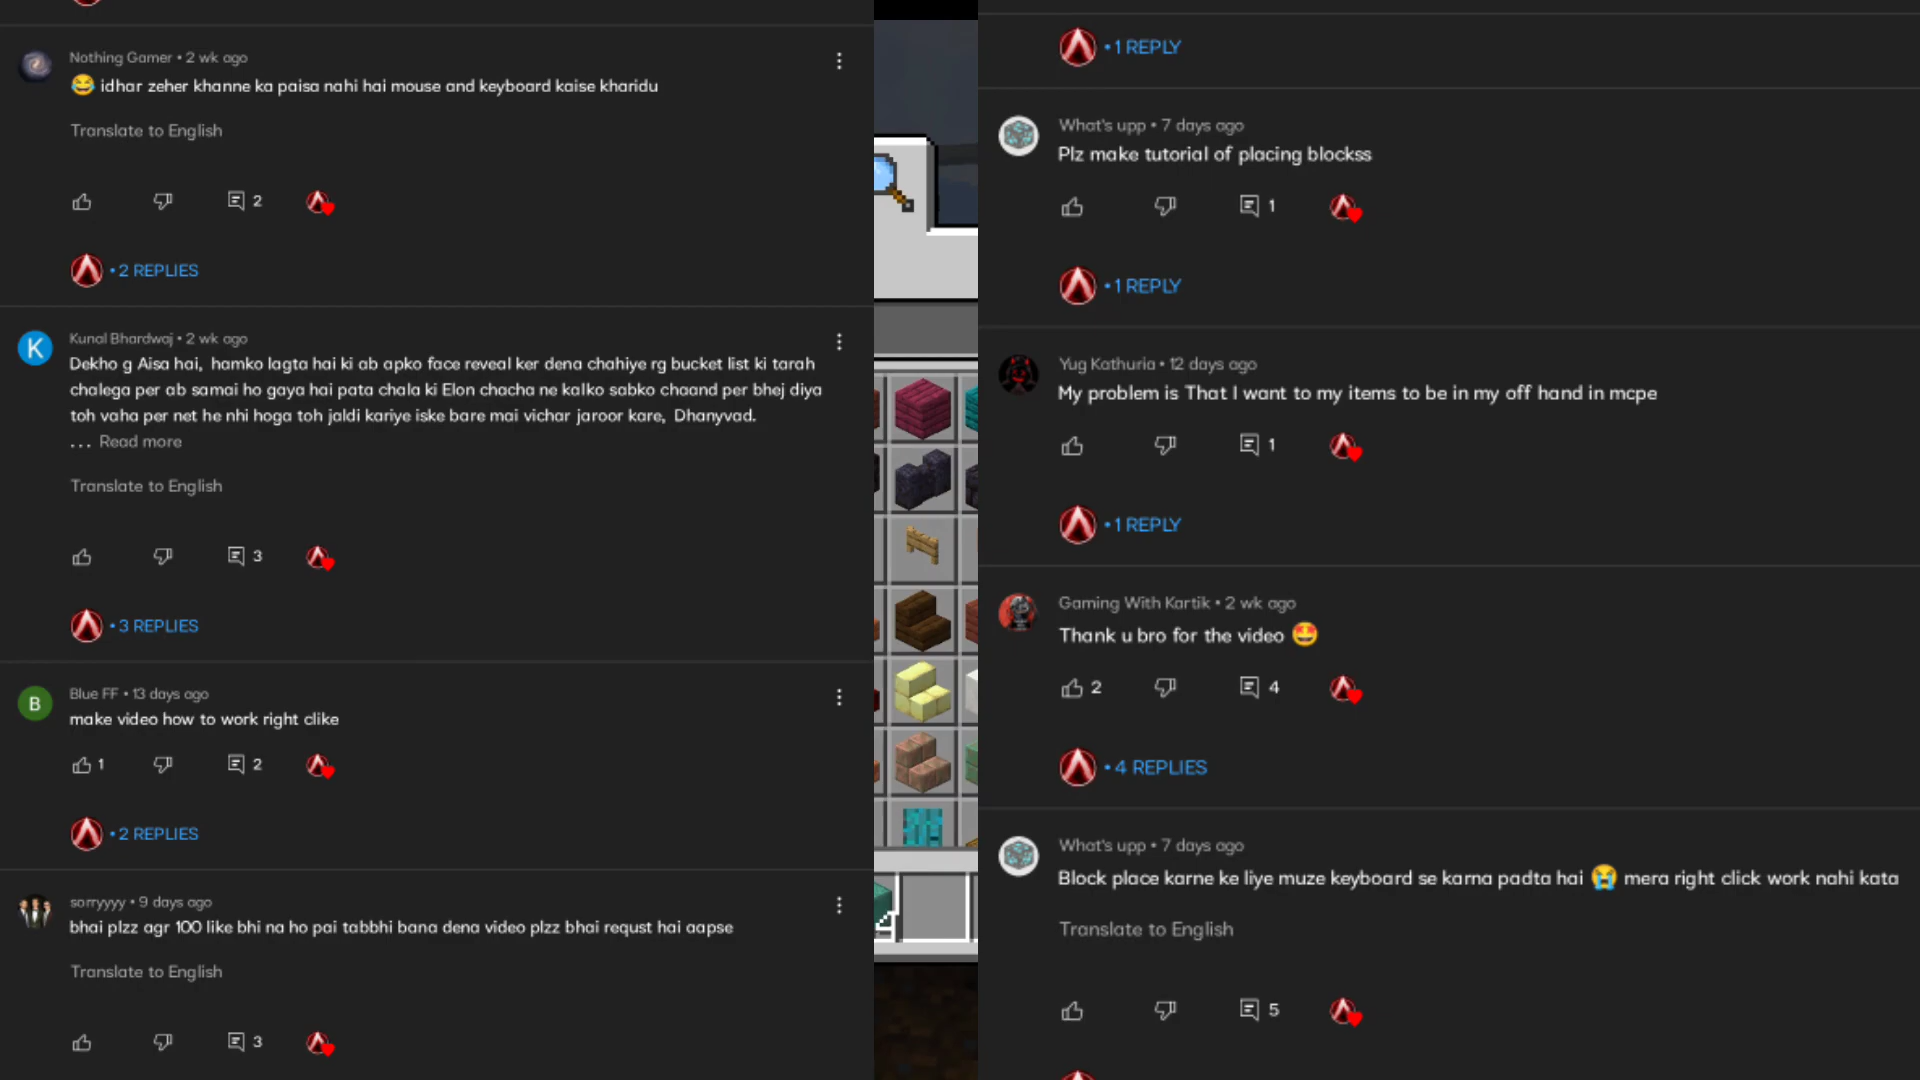 Nothing Gamer • 2 wk ago
😂 idhar zeher khanne ka paisa nahi hai mouse and keyboard kaise kharidu
Translate to English
2
• 2 REPLIES
K
Kunal Bhardwaj • 2 wk ago
Dekho g Aisa hai, hamko lagta hai ki ab apko face reveal ker dena chahiye rg bucket list ki tarah
chalega per ab samai ho gaya hai pata chala ki Elon chacha ne kalko sabko chaand per bhej diya
toh vaha per net he nhi hoga toh jaldi kariye iske bare mai vichar jaroor kare, Dhanyvad.
... Read more
Translate to English
3
• 3 REPLIES
B
Blue FF • 13 days ago
make video how to work right clike
1 2
• 2 REPLIES
sorryyyy • 9 days ago
bhai plzz agr 100 like bhi na ho pai tabbhi bana dena video plzz bhai requst hai aapse
Translate to English
3
• 1 REPLY
What's upp • 7 days ago
Plz make tutorial of placing blockss
1
• 1 REPLY
Yug Kathuria • 12 days ago
My problem is That I want to my items to be in my off hand in mcpe
1
• 1 REPLY
Gaming With Kartik • 2 wk ago
Thank u bro for the video 🤩
2 4
• 4 REPLIES
What's upp • 7 days ago
Block place karne ke liye muze keyboard se karna padta hai 😭 mera right click work nahi kata
Translate to English
5